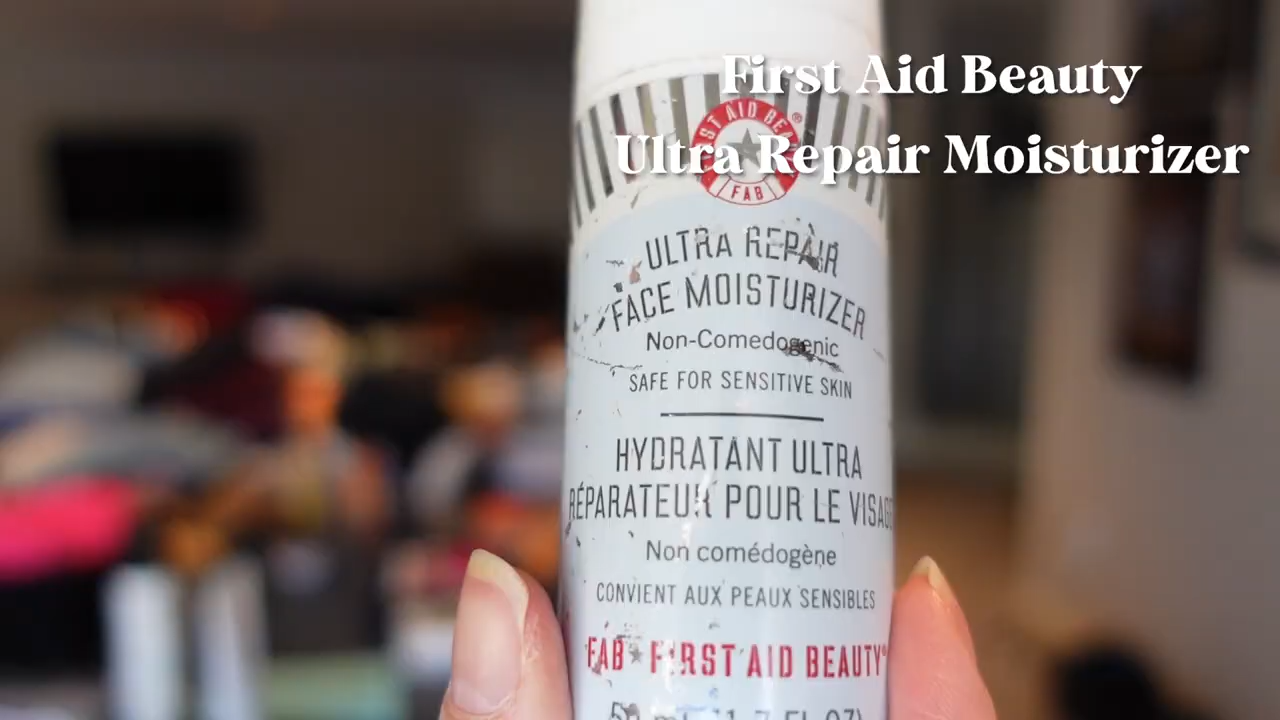 First Aid Beauty
Ultra Repair Moisturizer
FAB
ULTRA REPAIR
FACE MOISTURIZER
Non-Comedogenic
SAFE FOR SENSITIVE SKIN
HYDRATANT ULTRA
RÉPARATEUR POUR LE VISAGE
Non comédogène
CONVIENT AUX PEAUX SENSIBLES
FAB FIRST AID BEAUTY®